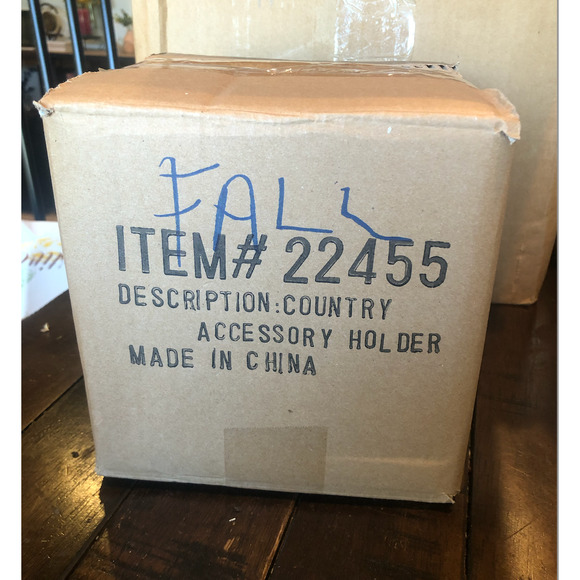 FALL
ITEM# 22455
DESCRIPTION:COUNTRY
ACCESSORY HOLDER
MADE IN CHINA